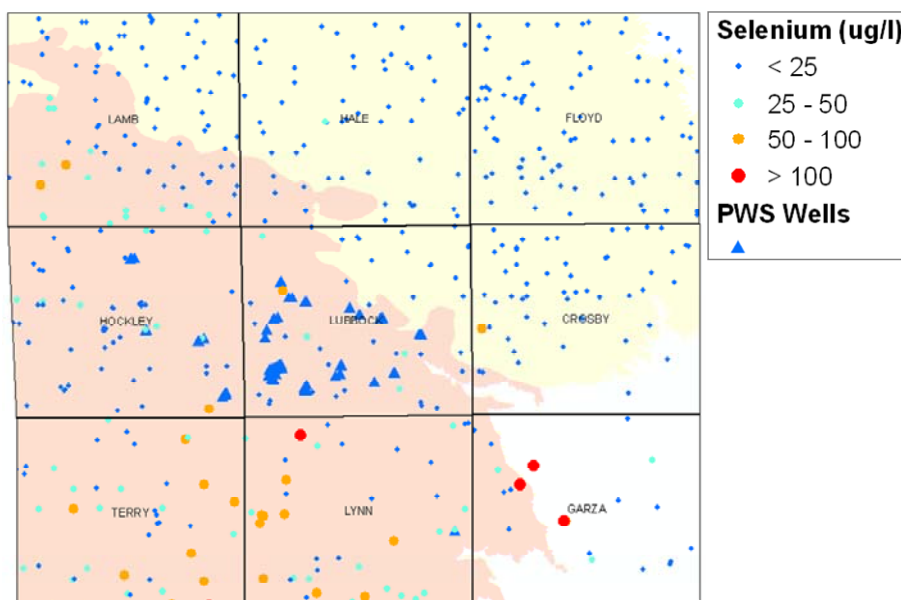 Selenium (ug/l)
< 25
25 - 50
50 - 100
> 100
PWS Wells
LAMB
HALE
FLOYD
HOCKLEY
LUBBOCK
CROSBY
TERRY
LYNN
GARZA